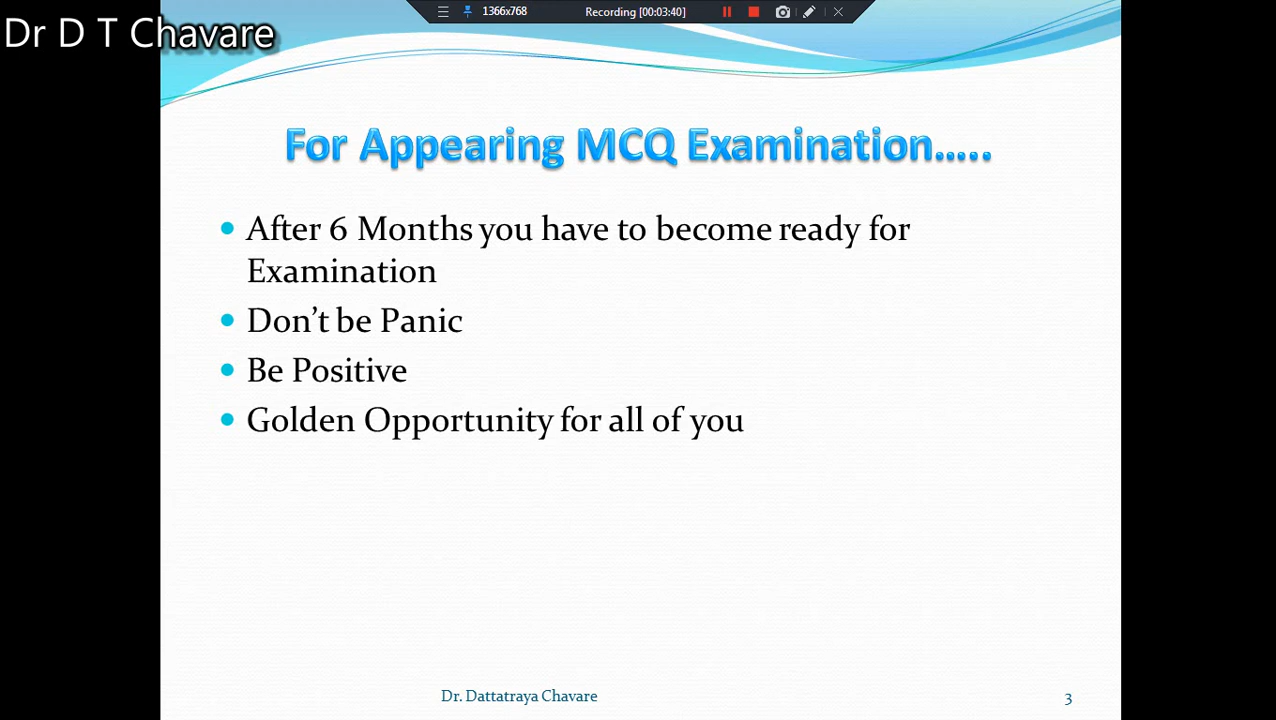 1366x768 Recording [00:03:40]
Dr D T Chavare
For Appearing MCQ Examination.....
• After 6 Months you have to become ready for
Examination
• Don’t be Panic
• Be Positive
• Golden Opportunity for all of you
Dr. Dattatraya Chavare 3